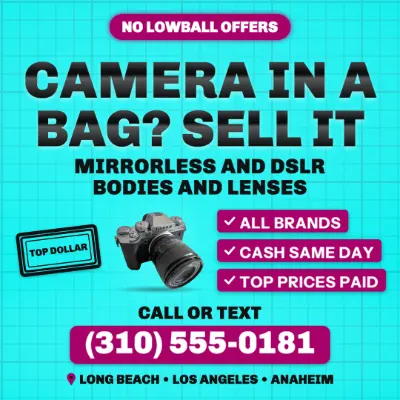 NO LOWBALL OFFERS
CAMERA IN A
BAG? SELL IT
MIRRORLESS AND DSLR
BODIES AND LENSES
TOP DOLLAR
ALL BRANDS
CASH SAME DAY
TOP PRICES PAID
CALL OR TEXT
(310) 555-0181
LONG BEACH • LOS ANGELES • ANAHEIM